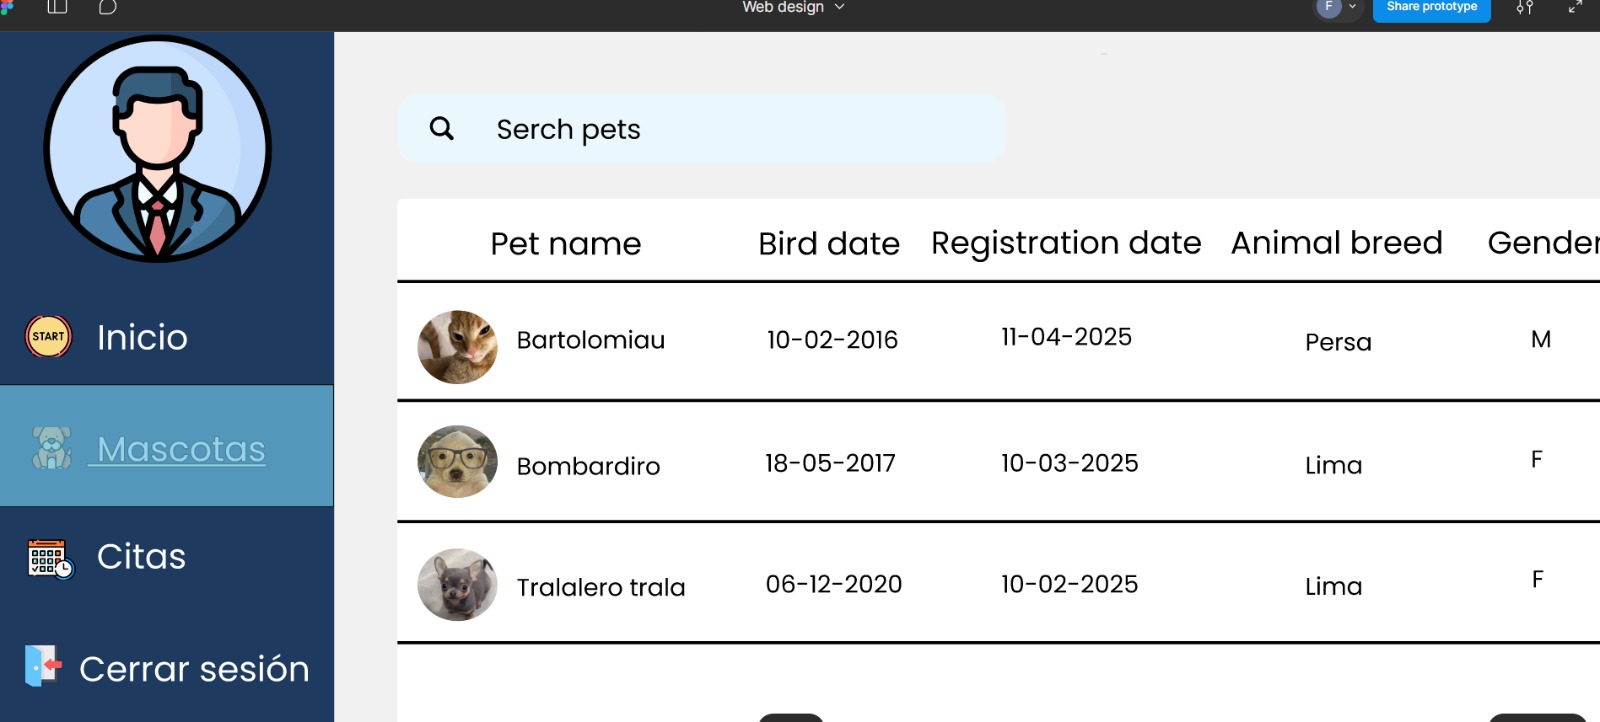 Web design
F
Share prototype
Serch pets
Pet name Bird date Registration date Animal breed Gender
START Inicio
Bartolomiau 10-02-2016 11-04-2025 Persa M
Mascotas
Bombardiro 18-05-2017 10-03-2025 Lima F
Citas
Tralalero trala 06-12-2020 10-02-2025 Lima F
Cerrar sesión